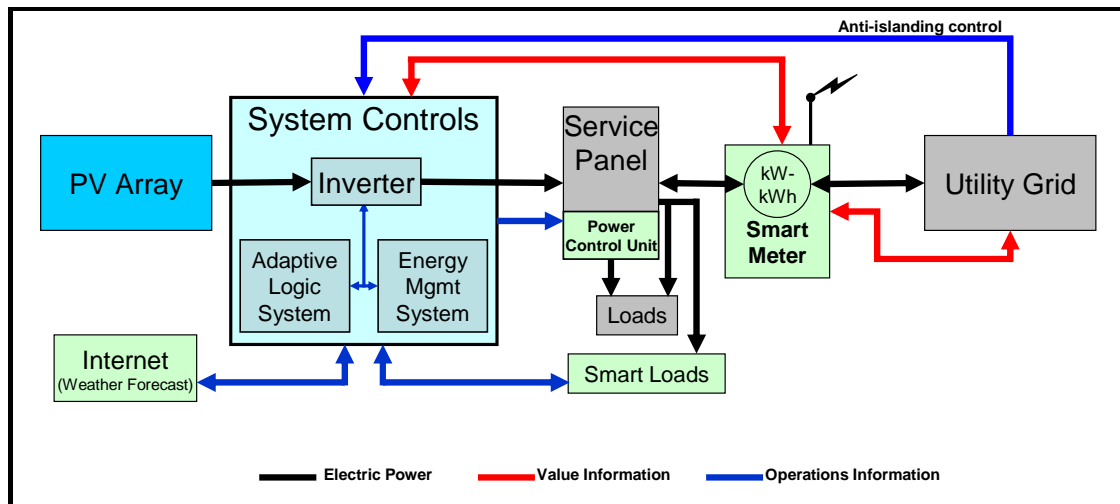 Anti-islanding control
System Controls
PV Array
Inverter
Adaptive
Logic
System
Energy
Mgmt
System
Service
Panel
Power
Control Unit
kW-
kWh
Smart
Meter
Utility Grid
Loads
Smart Loads
Internet
(Weather Forecast)
Electric Power
Value Information
Operations Information